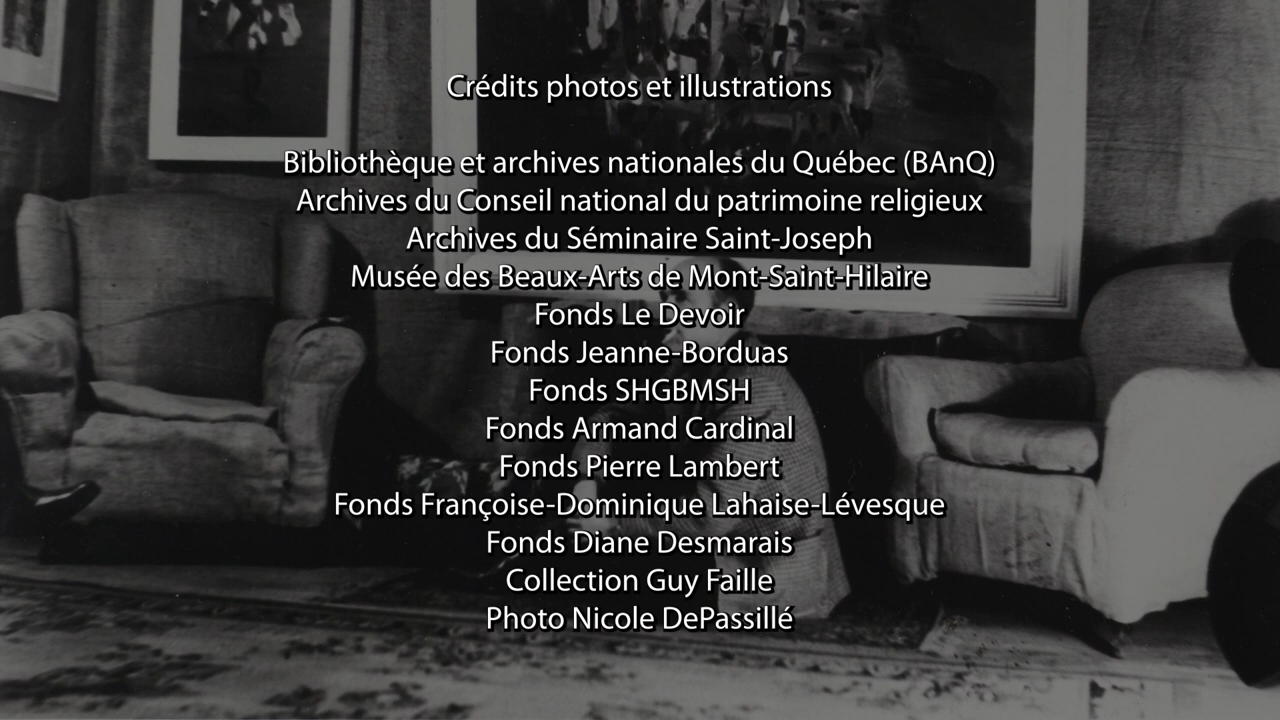 Crédits photos et illustrations
Bibliothèque et archives nationales du Québec (BAnQ)
Archives du Conseil national du patrimoine religieux
Archives du Séminaire Saint-Joseph
Musée des Beaux-Arts de Mont-Saint-Hilaire
Fonds Le Devoir
Fonds Jeanne-Borduas
Fonds SHGBMSH
Fonds Armand Cardinal
Fonds Pierre Lambert
Fonds Françoise-Dominique Lahaise-Lévesque
Fonds Diane Desmarais
Collection Guy Faille
Photo Nicole DePassillé